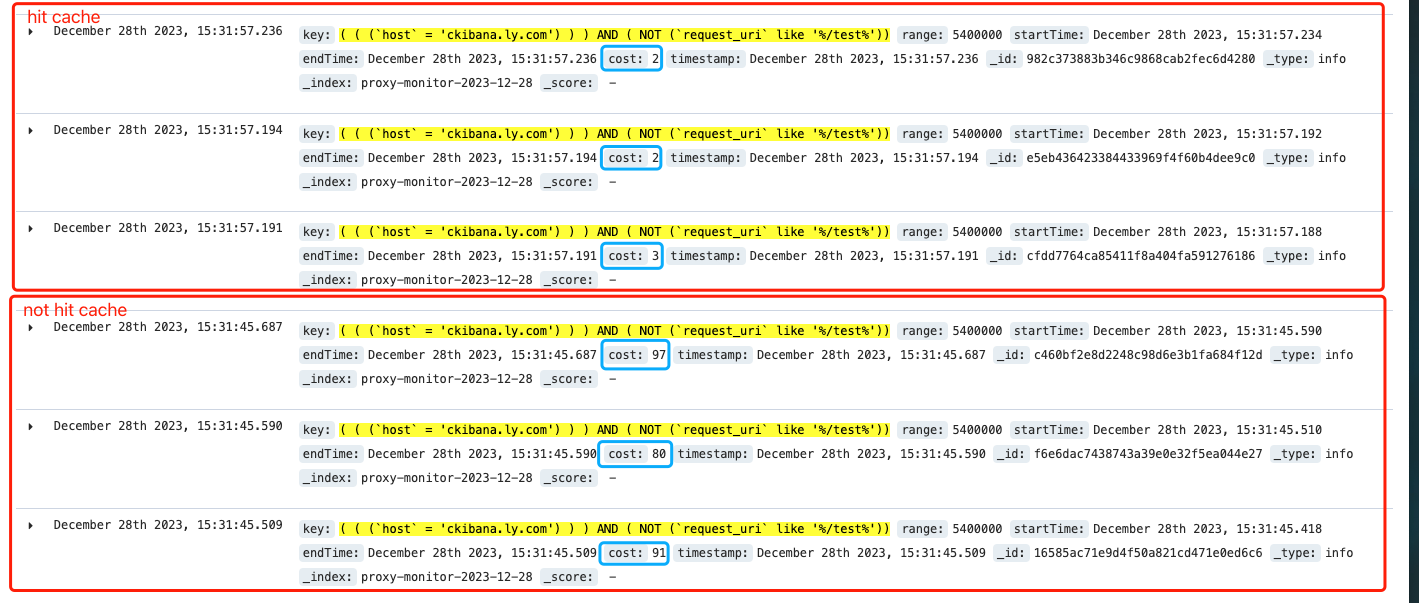 hit cache
December 28th 2023, 15:31:57.236 key: ( ( (`host` = 'ckibana.ly.com') ) ) AND ( NOT (`request_uri` like '%/test%')) range: 5400000 startTime: December 28th 2023, 15:31:57.234
endTime: December 28th 2023, 15:31:57.236 cost: 2 timestamp: December 28th 2023, 15:31:57.236 _id: 982c373883b346c9868cab2fec6d4280 _type: info
_index: proxy-monitor-2023-12-28 _score: –
December 28th 2023, 15:31:57.194 key: ( ( (`host` = 'ckibana.ly.com') ) ) AND ( NOT (`request_uri` like '%/test%')) range: 5400000 startTime: December 28th 2023, 15:31:57.192
endTime: December 28th 2023, 15:31:57.194 cost: 2 timestamp: December 28th 2023, 15:31:57.194 _id: e5eb436423384433969f4f60b4dee9c0 _type: info
_index: proxy-monitor-2023-12-28 _score: –
December 28th 2023, 15:31:57.191 key: ( ( (`host` = 'ckibana.ly.com') ) ) AND ( NOT (`request_uri` like '%/test%')) range: 5400000 startTime: December 28th 2023, 15:31:57.188
endTime: December 28th 2023, 15:31:57.191 cost: 3 timestamp: December 28th 2023, 15:31:57.191 _id: cfdd7764ca85411f8a404fa591276186 _type: info
_index: proxy-monitor-2023-12-28 _score: –
not hit cache
December 28th 2023, 15:31:45.687 key: ( ( (`host` = 'ckibana.ly.com') ) ) AND ( NOT (`request_uri` like '%/test%')) range: 5400000 startTime: December 28th 2023, 15:31:45.590
endTime: December 28th 2023, 15:31:45.687 cost: 97 timestamp: December 28th 2023, 15:31:45.687 _id: c460bf2e8d2248c98d6e3b1fa684f12d _type: info
_index: proxy-monitor-2023-12-28 _score: –
December 28th 2023, 15:31:45.590 key: ( ( (`host` = 'ckibana.ly.com') ) ) AND ( NOT (`request_uri` like '%/test%')) range: 5400000 startTime: December 28th 2023, 15:31:45.510
endTime: December 28th 2023, 15:31:45.590 cost: 80 timestamp: December 28th 2023, 15:31:45.590 _id: f6e6dac7438743a39e0e32f5ea044e27 _type: info
_index: proxy-monitor-2023-12-28 _score: –
December 28th 2023, 15:31:45.509 key: ( ( (`host` = 'ckibana.ly.com') ) ) AND ( NOT (`request_uri` like '%/test%')) range: 5400000 startTime: December 28th 2023, 15:31:45.418
endTime: December 28th 2023, 15:31:45.509 cost: 91 timestamp: December 28th 2023, 15:31:45.509 _id: 16585ac71e9d4f50a821cd471e0ed6c6 _type: info
_index: proxy-monitor-2023-12-28 _score: –